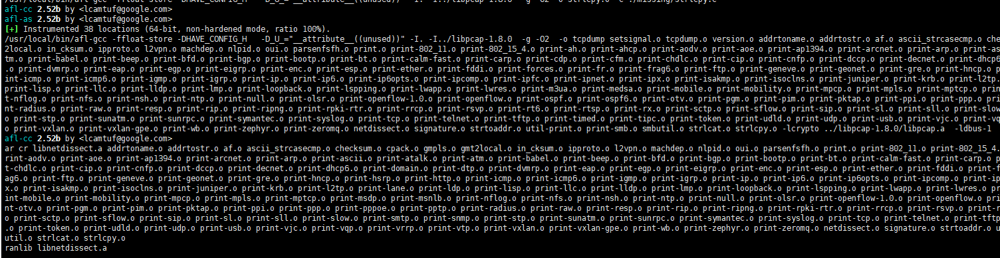 /usr/local/bin/afl-gcc -ffloat-store -DHAVE_CONFIG_H -D_U_="__attribute__((unused))" -I. -I../libpcap-1.8.0 -g -O2 -o strlcpy.o -c ./missing/strlcpy.c
afl-cc 2.52b by <lcamtuf@google.com>
afl-as 2.52b by <lcamtuf@google.com>
[+] Instrumented 38 locations (64-bit, non-hardened mode, ratio 100%).
/usr/local/bin/afl-gcc -ffloat-store -DHAVE_CONFIG_H -D_U_="__attribute__((unused))" -I. -I../libpcap-1.8.0 -g -O2 -o tcpdump setsignal.o tcpdump.o version.o addrtoname.o addrtostr.o af.o ascii_strcasecmp.o che
2local.o in_cksum.o ipproto.o l2vpn.o machdep.o nlpid.o oui.o parsenfsfh.o print.o print-802_11.o print-802_15_4.o print-ah.o print-ahcp.o print-aodv.o print-aoe.o print-ap1394.o print-arcnet.o print-arp.o print-as
tm.o print-babel.o print-beep.o print-bfd.o print-bgp.o print-bootp.o print-bt.o print-calm-fast.o print-carp.o print-cdp.o print-cfm.o print-chdlc.o print-cip.o print-cnfp.o print-dccp.o print-decnet.o print-dhcp6
.o print-dvmrp.o print-eap.o print-egp.o print-eigrp.o print-enc.o print-esp.o print-ether.o print-fddi.o print-forces.o print-fr.o print-frag6.o print-ftp.o print-geneve.o print-geonet.o print-gre.o print-hncp.o p
int-icmp.o print-icmp6.o print-igmp.o print-igrp.o print-ip.o print-ip6.o print-ip6opts.o print-ipcomp.o print-ipfc.o print-ipnet.o print-ipx.o print-isakmp.o print-isoclns.o print-juniper.o print-krb.o print-l2tp.
print-lisp.o print-llc.o print-lldp.o print-lmp.o print-loopback.o print-lspping.o print-lwapp.o print-lwres.o print-m3ua.o print-medsa.o print-mobile.o print-mobility.o print-mpcp.o print-mpls.o print-mptcp.o print
t-nflog.o print-nfs.o print-nsh.o print-ntp.o print-null.o print-olsr.o print-openflow-1.0.o print-openflow.o print-ospf.o print-ospf6.o print-otv.o print-pgm.o print-pim.o print-pktap.o print-ppi.o print-ppp.o pri
nt-radius.o print-raw.o print-resp.o print-rip.o print-ripng.o print-rpki-rtr.o print-rrcp.o print-rsvp.o print-rt6.o print-rtsp.o print-rx.o print-sctp.o print-sflow.o print-sip.o print-sl.o print-sll.o print-slow
o print-stp.o print-sunatm.o print-sunrpc.o print-symantec.o print-syslog.o print-tcp.o print-telnet.o print-tftp.o print-timed.o print-tipc.o print-token.o print-udld.o print-udp.o print-usb.o print-vjc.o print-vq
o print-vxlan.o print-vxlan-gpe.o print-wb.o print-zephyr.o print-zeromq.o netdissect.o signature.o strtoaddr.o util-print.o print-smb.o smbutil.o strlcat.o strlcpy.o -lcrypto ../libpcap-1.8.0/libpcap.a -ldbus-1
afl-cc 2.52b by <lcamtuf@google.com>
ar cr libnetdissect.a addrtoname.o addrtostr.o af.o ascii_strcasecmp.o checksum.o cpack.o gmpls.o gmt2local.o in_cksum.o ipproto.o l2vpn.o machdep.o nlpid.o oui.o parsenfsfh.o print.o print-802_11.o print-802_15_4.
rint-aodv.o print-aoe.o print-ap1394.o print-arcnet.o print-arp.o print-ascii.o print-atalk.o print-atm.o print-babel.o print-beep.o print-bfd.o print-bgp.o print-bootp.o print-bt.o print-calm-fast.o print-carp.o p
t-chdlc.o print-cip.o print-cnfp.o print-dccp.o print-decnet.o print-dhcp6.o print-domain.o print-dtp.o print-dvmrp.o print-eap.o print-egp.o print-eigrp.o print-enc.o print-esp.o print-ether.o print-fddi.o print-f
ag6.o print-ftp.o print-geneve.o print-geonet.o print-gre.o print-hncp.o print-hsrp.o print-http.o print-icmp.o print-icmp6.o print-igmp.o print-igrp.o print-ip.o print-ip6.o print-ip6opts.o print-ipcomp.o print-ip
x.o print-isakmp.o print-isoclns.o print-juniper.o print-krb.o print-l2tp.o print-lane.o print-ldp.o print-lisp.o print-llc.o print-lldp.o print-lmp.o print-loopback.o print-lspping.o print-lwapp.o print-lwres.o pr
int-mobile.o print-mobility.o print-mpcp.o print-mpls.o print-mptcp.o print-msdp.o print-msnlb.o print-nflog.o print-nfs.o print-nsh.o print-ntp.o print-null.o print-olsr.o print-openflow-1.0.o print-openflow.o pri
nt-otv.o print-pgm.o print-pim.o print-pktap.o print-ppi.o print-ppp.o print-pppoe.o print-pptp.o print-radius.o print-raw.o print-resp.o print-rip.o print-ripng.o print-rpki-rtr.o print-rrcp.o print-rsvp.o print-r
o print-sctp.o print-sflow.o print-sip.o print-sl.o print-sll.o print-slow.o print-smtp.o print-snmp.o print-stp.o print-sunatm.o print-sunrpc.o print-symantec.o print-syslog.o print-tcp.o print-telnet.o print-tftp
.o print-token.o print-udld.o print-udp.o print-usb.o print-vjc.o print-vqp.o print-vrrp.o print-vtp.o print-vxlan.o print-vxlan-gpe.o print-wb.o print-zephyr.o print-zeromq.o netdissect.o signature.o strtoaddr.o u
util.o strlcat.o strlcpy.o
ranlib libnetdissect.a